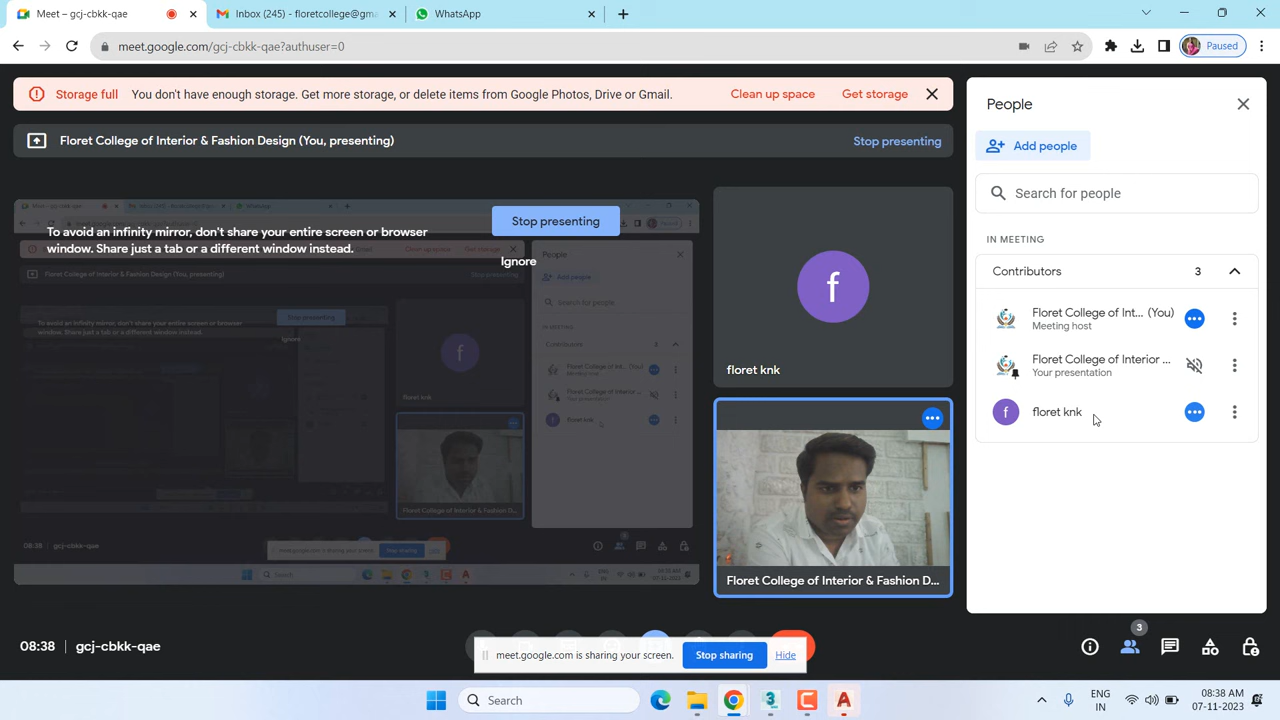 Meet – gcj-cbkk-qae
Inbox (245) - floretcollege@gma
WhatsApp
meet.google.com/gcj-cbkk-qae?authuser=0
Paused
Storage full You don't have enough storage. Get more storage, or delete items from Google Photos, Drive or Gmail. Clean up space Get storage
Floret College of Interior & Fashion Design (You, presenting) Stop presenting
To avoid an infinity mirror, don't share your entire screen or browser window. Share just a tab or a different window instead.
Stop presenting
Ignore
f
floret knk
Floret College of Interior & Fashion D...
People
Add people
Search for people
IN MEETING
Contributors 3
Floret College of Int... (You)
Meeting host
Floret College of Interior ...
Your presentation
f floret knk
08:38 | gcj-cbkk-qae
meet.google.com is sharing your screen. Stop sharing Hide
3
Search
ENG
IN
08:38 AM
07-11-2023